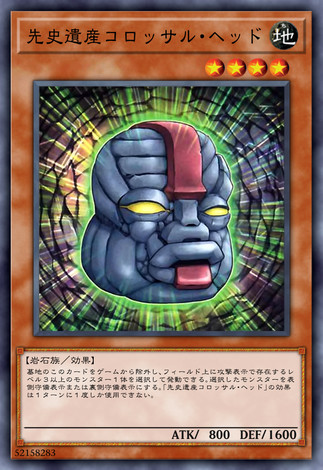 先史遺産コロッサル・ヘッド
地
【岩石族／効果】
墓地のこのカードをゲームから除外し、フィールド上に攻撃表示で存在するレ
ベル３以上のモンスター１体を選択して発動できる。選択したモンスターを表
側守備表示または裏側守備表示にする。「先史遺産コロッサル・ヘッド」の効果
は１ターンに１度しか使用できない。
ATK/ 800 DEF/1600
52158283